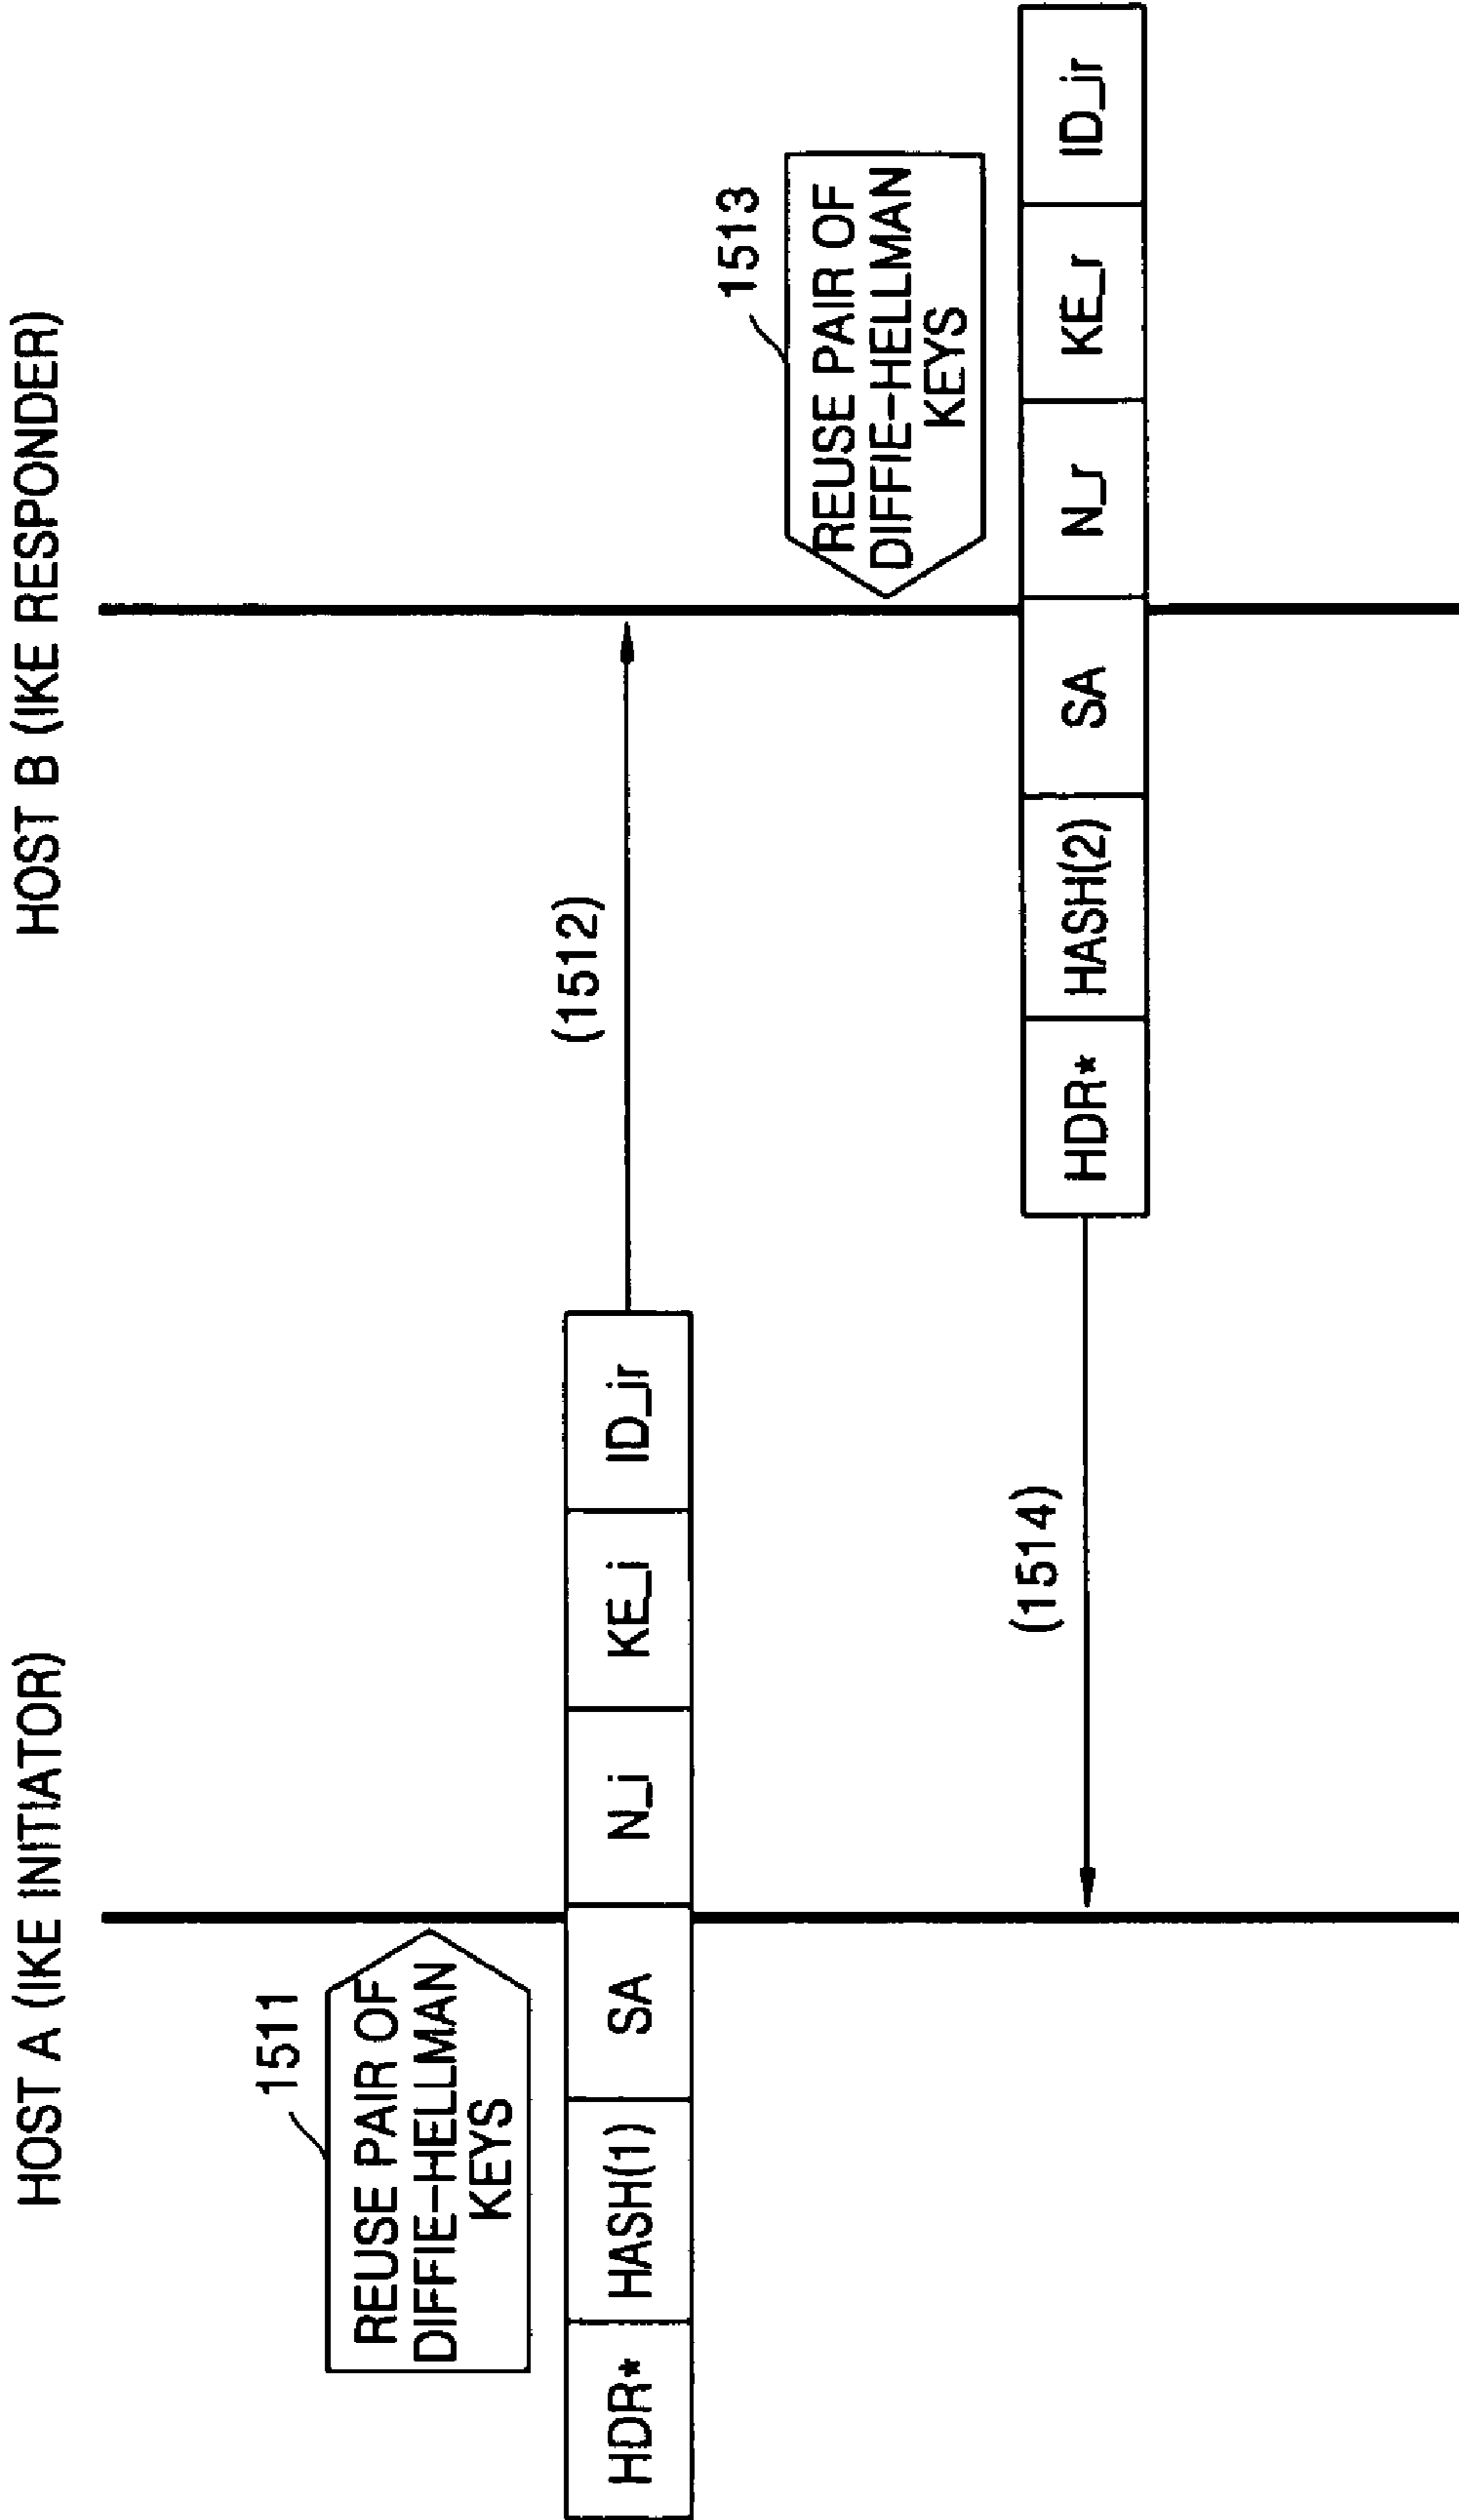 HOST A (IKE INITIATOR)
HOST B (IKE RESPONDER)
1511
REUSE PAIR OF
DIFFIE-HELLMAN
KEYS
(1512)
HDR*
HASH(1)
SA
N_i
KE_i
ID_ir
1513
REUSE PAIR OF
DIFFIE-HELLMAN
KEYS
(1514)
HDR*
HASH(2)
SA
N_r
KE_r
ID_ir